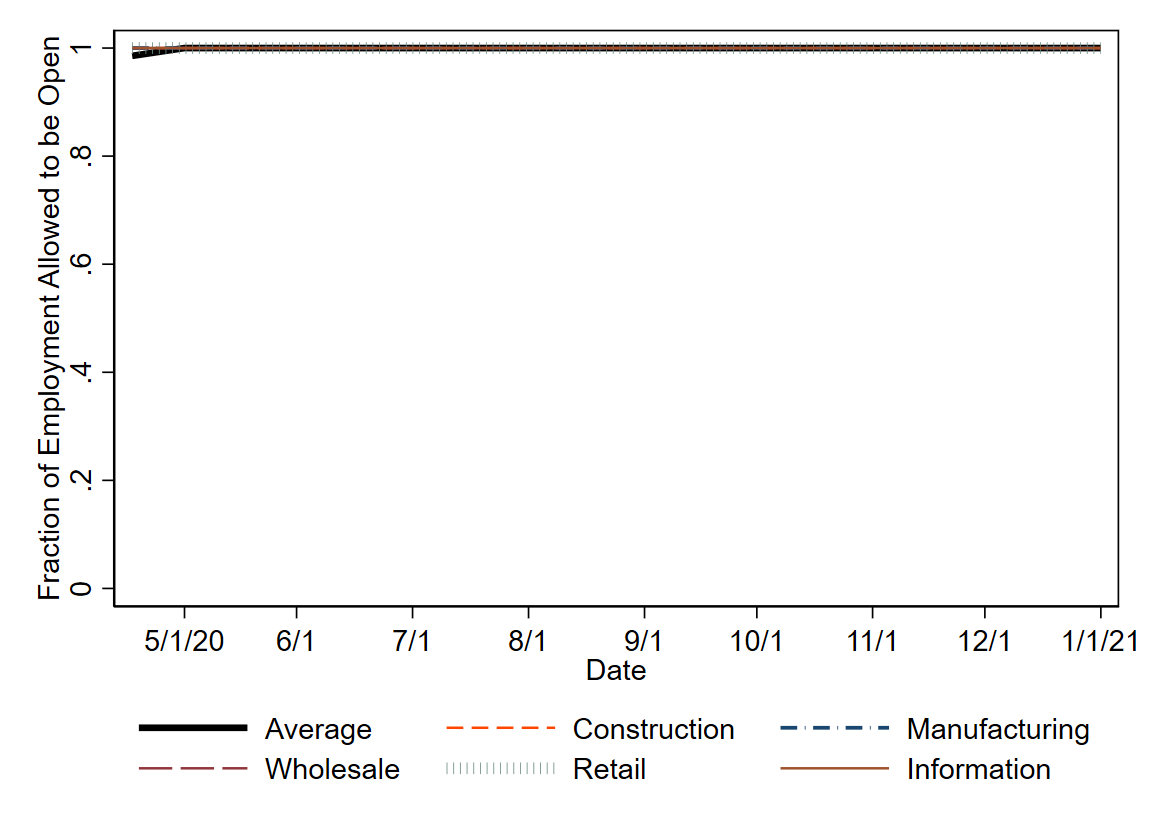 Fraction of Employment Allowed to be Open
1
.8
.6
.4
.2
0
5/1/20 6/1 7/1 8/1 9/1 10/1 11/1 12/1 1/1/21
Date
Average Construction Manufacturing
Wholesale Retail Information